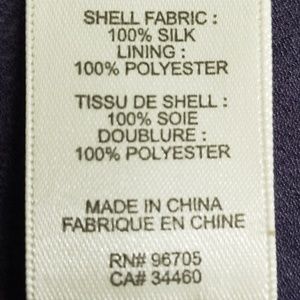 SHELL FABRIC :
100% SILK
LINING :
100% POLYESTER
TISSU DE SHELL :
100% SOIE
DOUBLURE :
100% POLYESTER
MADE IN CHINA
FABRIQUE EN CHINE
RN# 96705
CA# 34460